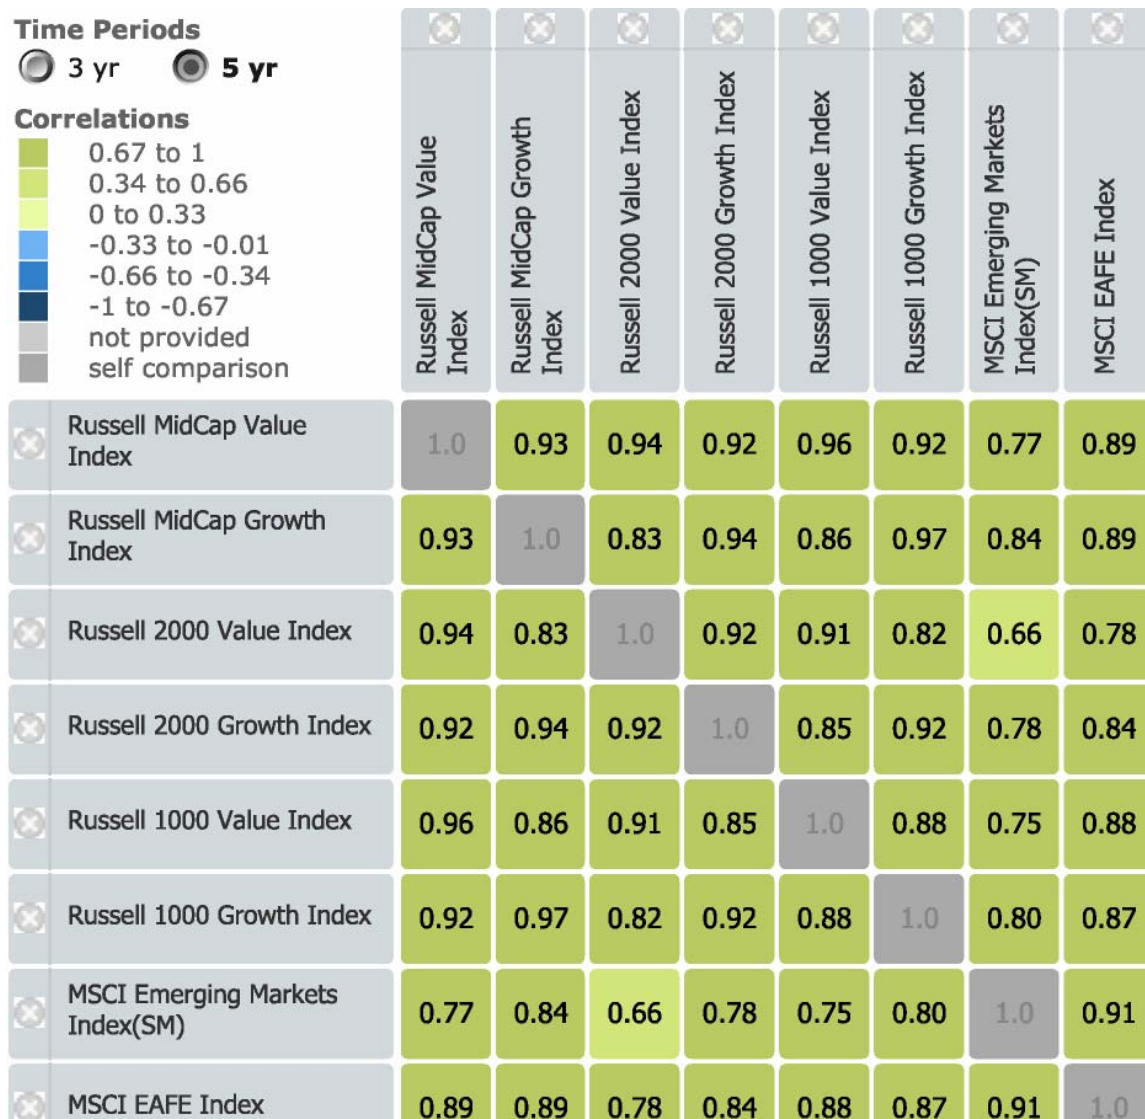 Time Periods
3 yr 5 yr
Correlations
0.67 to 1
0.34 to 0.66
0 to 0.33
-0.33 to -0.01
-0.66 to -0.34
-1 to -0.67
not provided
self comparison
Russell MidCap Value
Index
Russell MidCap Growth
Index
Russell 2000 Value Index
Russell 2000 Growth Index
Russell 1000 Value Index
Russell 1000 Growth Index
MSCI Emerging Markets
Index(SM)
MSCI EAFE Index
Russell MidCap Value
Index
1.0 0.93 0.94 0.92 0.96 0.92 0.77 0.89
Russell MidCap Growth
Index
0.93 1.0 0.83 0.94 0.86 0.97 0.84 0.89
Russell 2000 Value Index 0.94 0.83 1.0 0.92 0.91 0.82 0.66 0.78
Russell 2000 Growth Index 0.92 0.94 0.92 1.0 0.85 0.92 0.78 0.84
Russell 1000 Value Index 0.96 0.86 0.91 0.85 1.0 0.88 0.75 0.88
Russell 1000 Growth Index 0.92 0.97 0.82 0.92 0.88 1.0 0.80 0.87
MSCI Emerging Markets
Index(SM)
0.77 0.84 0.66 0.78 0.75 0.80 1.0 0.91
MSCI EAFE Index 0.89 0.89 0.78 0.84 0.88 0.87 0.91 1.0